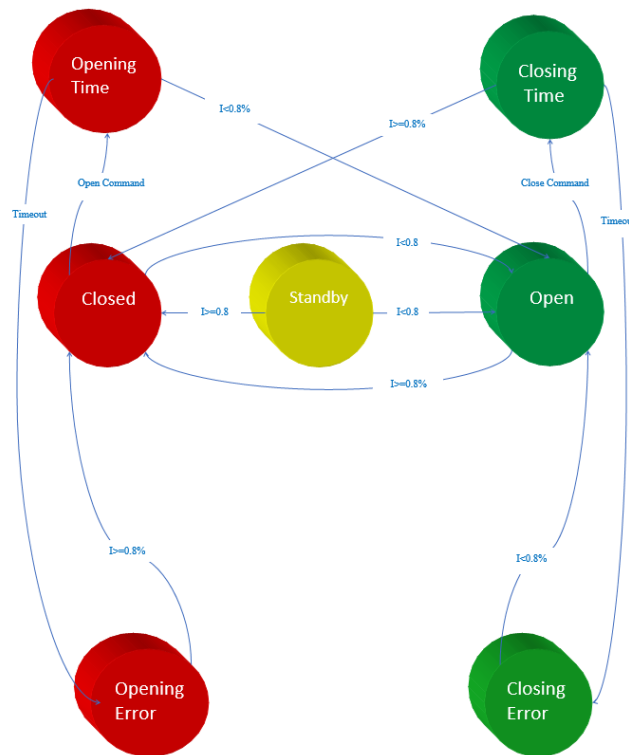 Opening
Time
Closing
Time
I<0.8%
I>=0.8%
Open Command
Close Command
Timeout
Timeout
I<0.8
Closed
Standby
Open
I>=0.8
I<0.8
I>=0.8%
I>=0.8%
I<0.8%
Opening
Error
Closing
Error